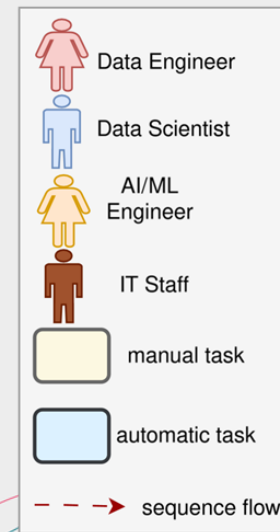 Data Engineer
Data Scientist
AI/ML
Engineer
IT Staff
manual task
automatic task
sequence flow